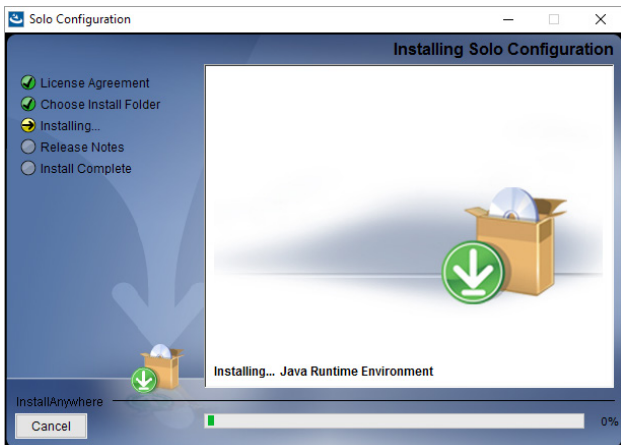 Solo Configuration
Installing Solo Configuration
License Agreement
Choose Install Folder
Installing...
Release Notes
Install Complete
Installing... Java Runtime Environment
InstallAnywhere
Cancel
0%